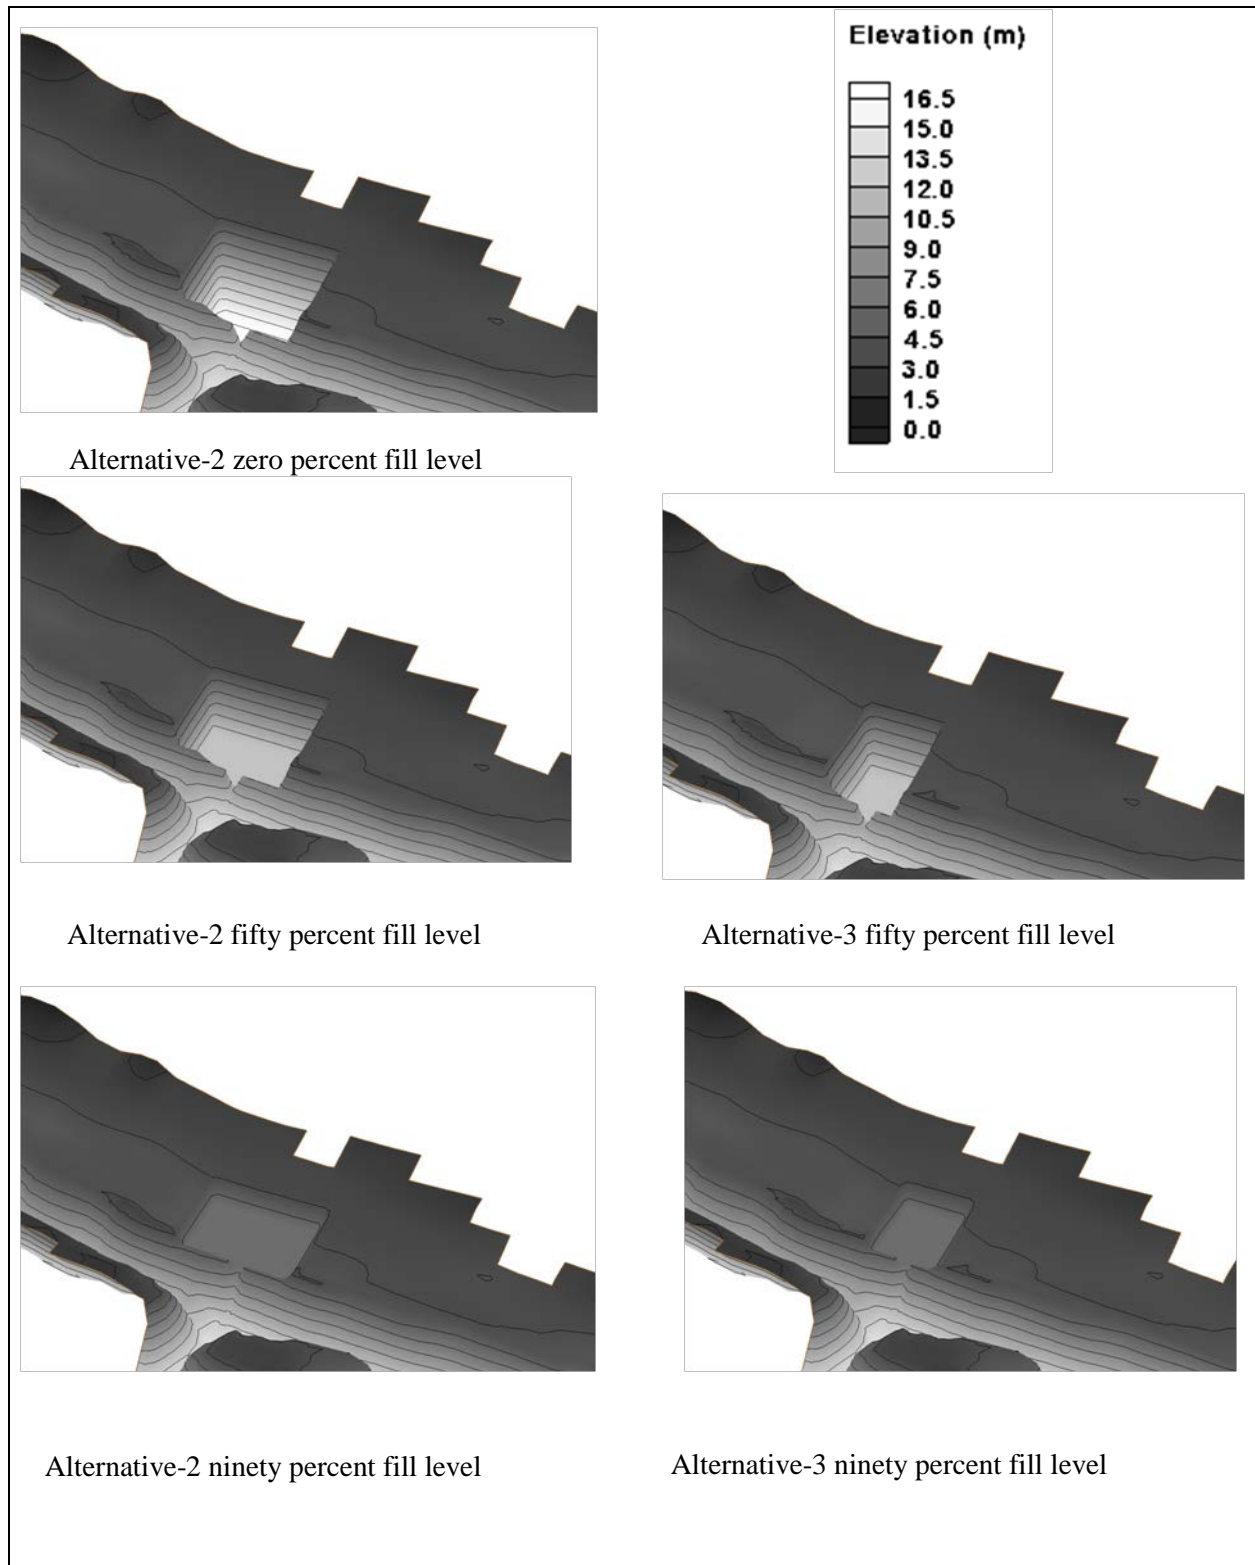 Elevation (m)
16.5
15.0
13.5
12.0
10.5
9.0
7.5
6.0
4.5
3.0
1.5
0.0
Alternative-2 zero percent fill level
Alternative-2 fifty percent fill level
Alternative-3 fifty percent fill level
Alternative-2 ninety percent fill level
Alternative-3 ninety percent fill level